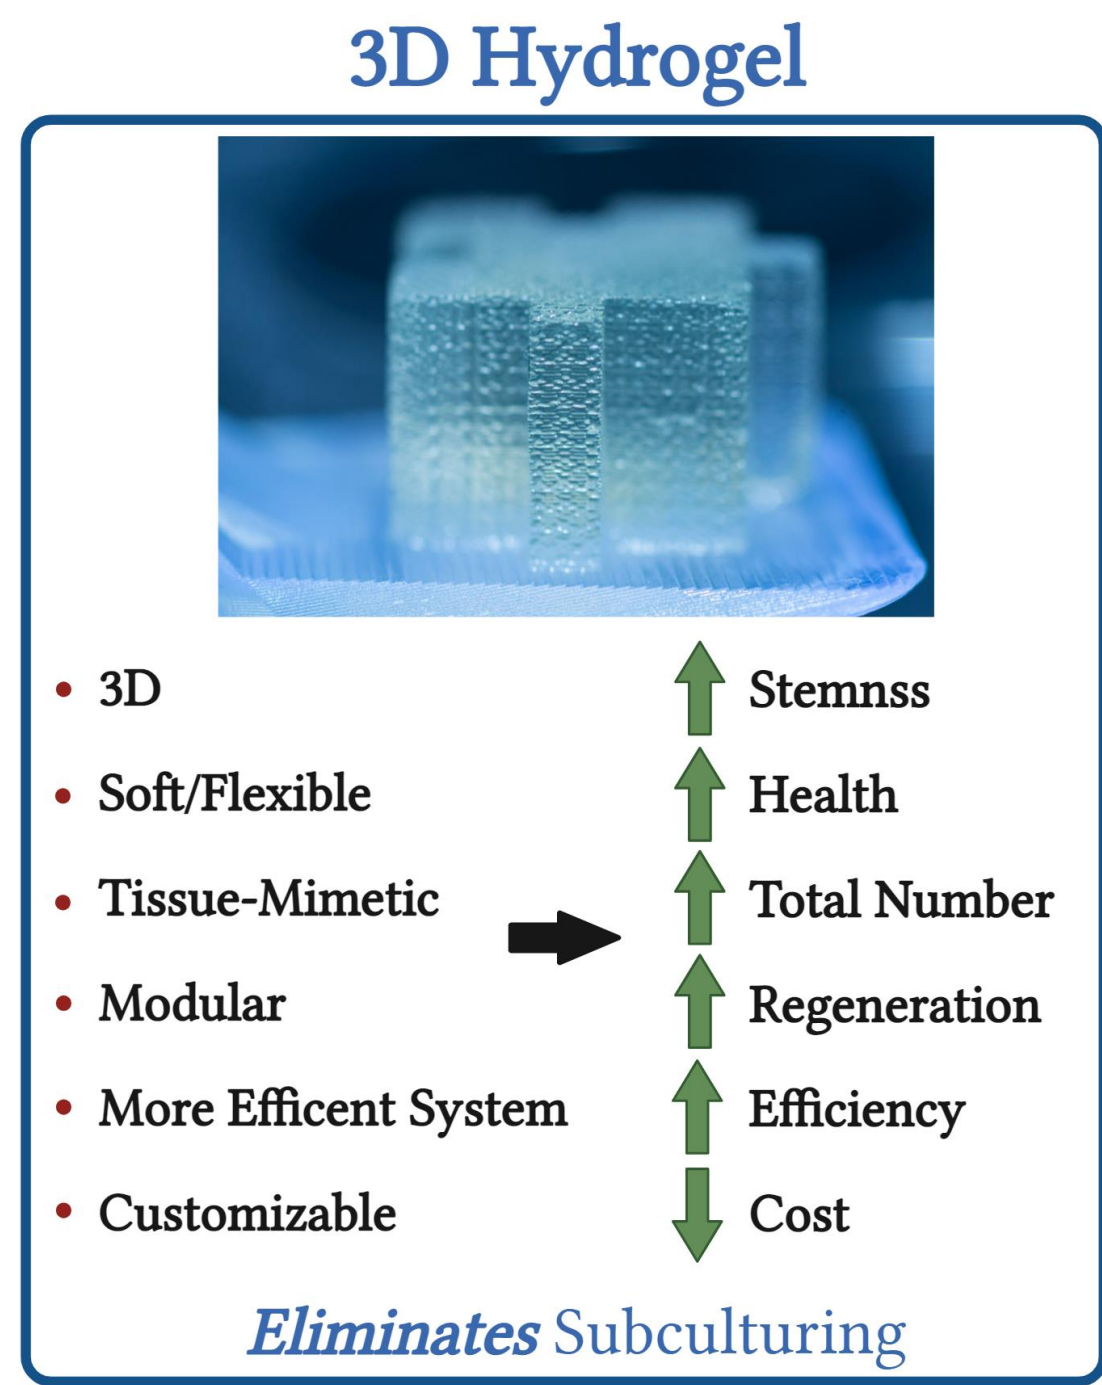 3D Hydrogel
• 3D
• Soft/Flexible
• Tissue-Mimetic
• Modular
• More Efficent System
• Customizable
Stemnss
Health
Total Number
Regeneration
Efficiency
Cost
Eliminates Subculturing